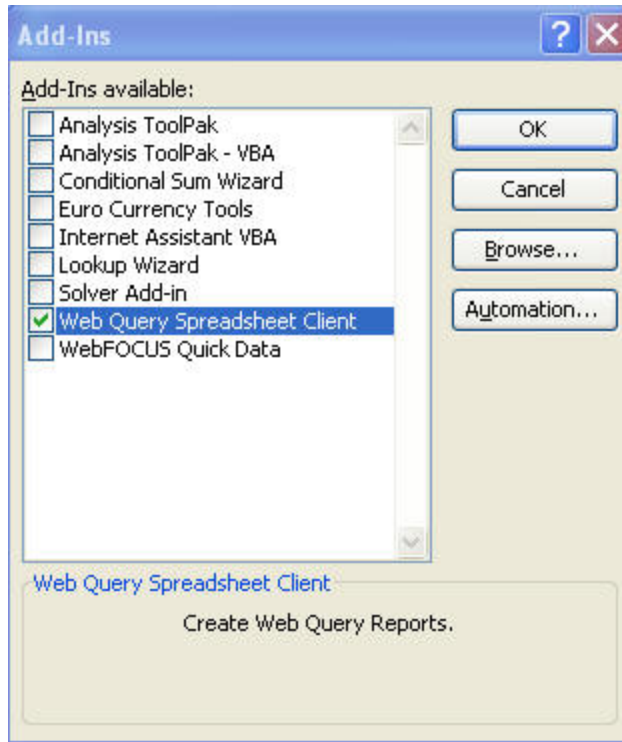 Add-Ins
Add-Ins available:
Analysis ToolPak
Analysis ToolPak - VBA
Conditional Sum Wizard
Euro Currency Tools
Internet Assistant VBA
Lookup Wizard
Solver Add-in
Web Query Spreadsheet Client
WebFOCUS Quick Data
OK
Cancel
Browse...
Automation...
Web Query Spreadsheet Client
Create Web Query Reports.